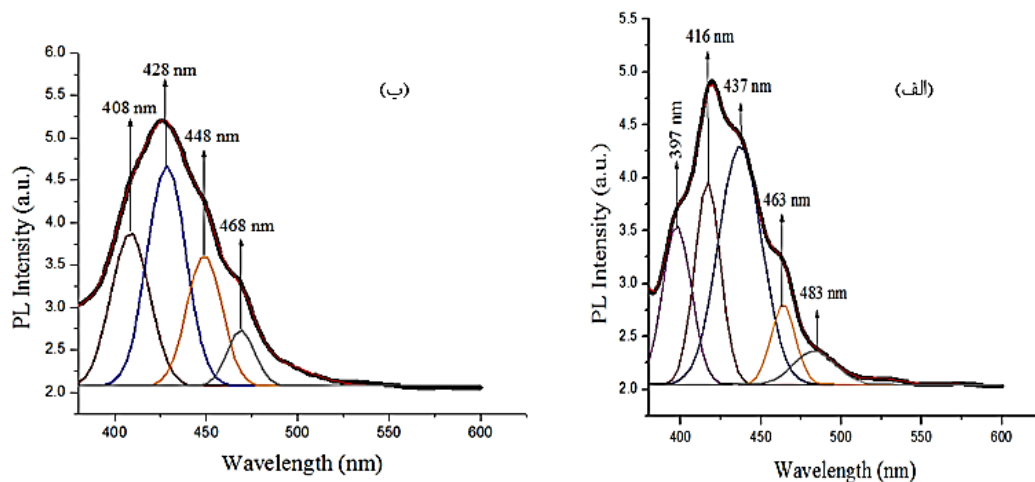 6.0
5.5
5.0
4.5
4.0
3.5
3.0
2.5
2.0
PL Intensity (a.u.)
428 nm
408 nm
448 nm
468 nm
(ب)
400
450
500
550
600
Wavelength (nm)
5.5
5.0
4.5
4.0
3.5
3.0
2.5
2.0
PL Intensity (a.u.)
416 nm
437 nm
397 nm
463 nm
483 nm
(الف)
400
450
500
550
600
Wavelength (nm)